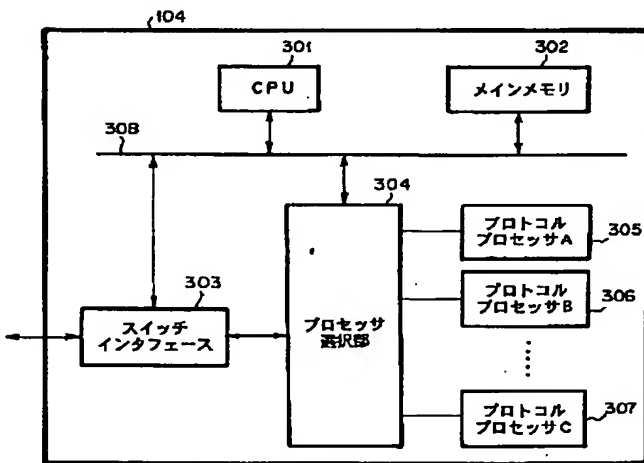 104
301
CPU
302
メインメモリ
308
304
プロトコル
プロセッサA
305
303
スイッチ
インタフェース
プロセッサ
選択部
プロトコル
プロセッサB
306
プロトコル
プロセッサC
307